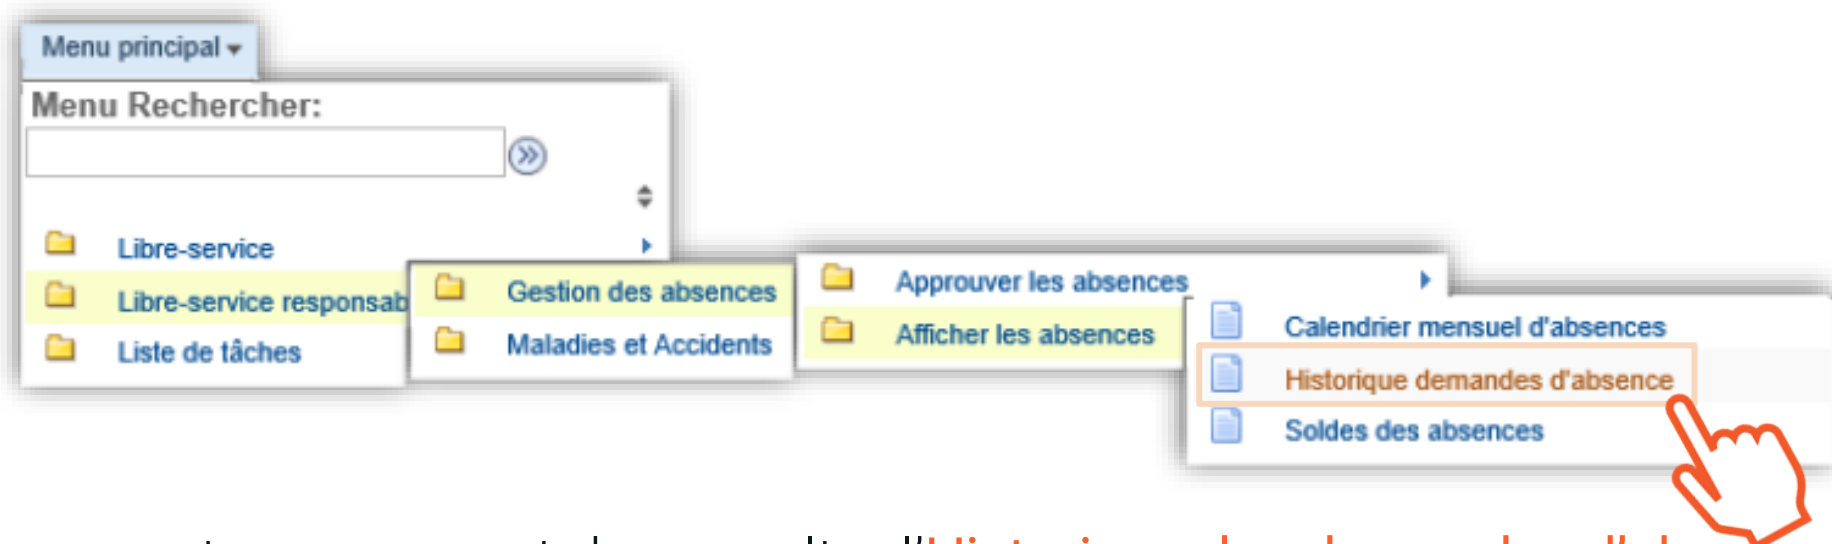 Menu principal
Menu Rechercher:
Libre-service
Libre-service responsab
Liste de tâches
Gestion des absences
Maladies et Accidents
Approuver les absences
Afficher les absences
Calendrier mensuel d'absences
Historique demandes d'absence
Soldes des absences